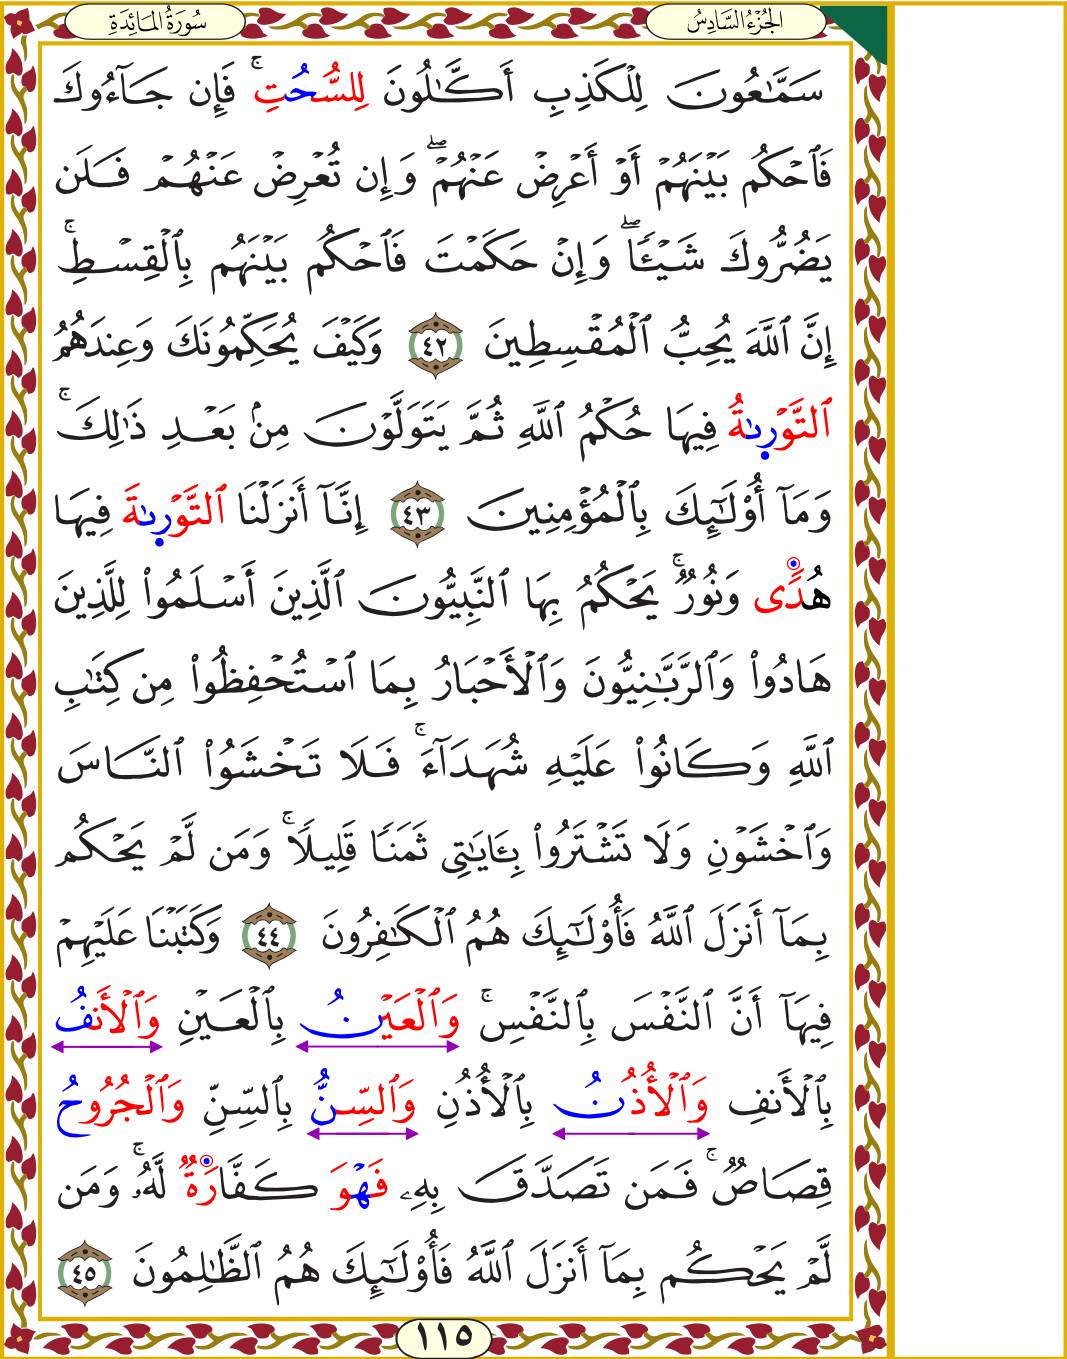 سُورَةُ المَائِدَةِ
الجُزْءُ السَّادِسُ
سَمَّٰعُونَ لِلۡكَذِبِ أَكَّٰلُونَ لِلسُّحُتِۚ فَإِن جَآءُوكَ
فَٱحۡكُم بَيۡنَهُمۡ أَوۡ أَعۡرِضۡ عَنۡهُمۡۖ وَإِن تُعۡرِضۡ عَنۡهُمۡ فَلَن
يَضُرُّوكَ شَيۡـٔٗاۖ وَإِنۡ حَكَمۡتَ فَٱحۡكُم بَيۡنَهُم بِٱلۡقِسۡطِۚ
إِنَّ ٱللَّهَ يُحِبُّ ٱلۡمُقۡسِطِينَ ٤٢ وَكَيۡفَ يُحَكِّمُونَكَ وَعِندَهُمُ
ٱلتَّوۡرىٰةُ فِيهَا حُكۡمُ ٱللَّهِ ثُمَّ يَتَوَلَّوۡنَ مِنۢ بَعۡدِ ذَٰلِكَۚ
وَمَآ أُوْلَـٰٓئِكَ بِٱلۡمُؤۡمِنِينَ ٤٣ إِنَّآ أَنزَلۡنَا ٱلتَّوۡرىٰةَ فِيهَا
هُدٗى وَنُورٞۚ يَحۡكُمُ بِهَا ٱلنَّبِيُّونَ ٱلَّذِينَ أَسۡلَمُواْ لِلَّذِينَ
هَادُواْ وَٱلرَّبَّـٰنِيُّونَ وَٱلۡأَحۡبَارُ بِمَا ٱسۡتُحۡفِظُواْ مِن كِتَٰبِ
ٱللَّهِ وَكَانُواْ عَلَيۡهِ شُهَدَآءَۚ فَلَا تَخۡشَوُاْ ٱلنَّاسَ
وَٱخۡشَوۡنِ وَلَا تَشۡتَرُواْ بِـَٔايَٰتِي ثَمَنٗا قَلِيلٗاۚ وَمَن لَّمۡ يَحۡكُم
بِمَآ أَنزَلَ ٱللَّهُ فَأُوْلَـٰٓئِكَ هُمُ ٱلۡكَٰفِرُونَ ٤٤ وَكَتَبۡنَا عَلَيۡهِمۡ
فِيهَآ أَنَّ ٱلنَّفۡسَ بِٱلنَّفۡسِۚ وَٱلۡعَيۡنُ بِٱلۡعَيۡنِ وَٱلۡأَنفُ
بِٱلۡأَنفِ وَٱلۡأُذُنُ بِٱلۡأُذُنِ وَٱلسِّنُّ بِٱلسِّنِّ وَٱلۡجُرُوحُ
قِصَاصٞۚ فَمَن تَصَدَّقَ بِهِۦ فَهۡوَ كَفَّارَةٞ لَّهُۥۚ وَمَن
لَّمۡ يَحۡكُم بِمَآ أَنزَلَ ٱللَّهُ فَأُوْلَـٰٓئِكَ هُمُ ٱلظَّٰلِمُونَ ٤٥
١١٥